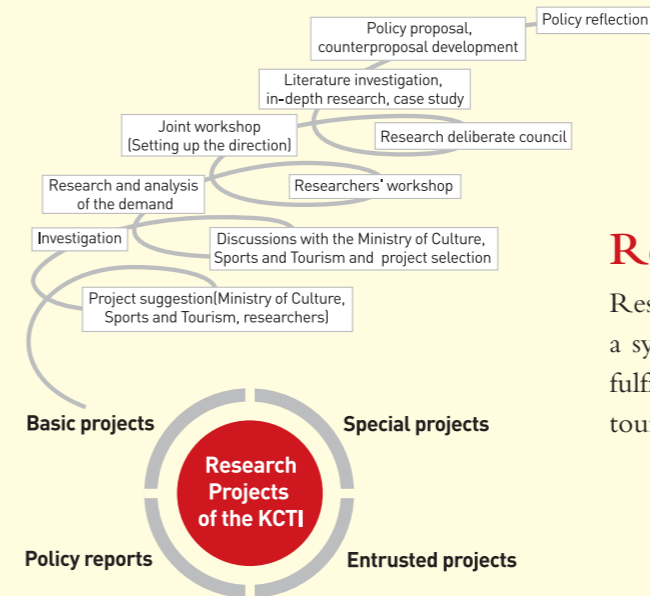 Policy reflection
Policy proposal,
counterproposal development
Literature investigation,
in-depth research, case study
Research deliberate council
Joint workshop
(Setting up the direction)
Researchers' workshop
Research and analysis
of the demand
Discussions with the Ministry of Culture,
Sports and Tourism and project selection
Investigation
Project suggestion(Ministry of Culture,
Sports and Tourism, researchers)
Basic projects
Special projects
Research
Projects
of the KCTI
Policy reports
Entrusted projects
a sy